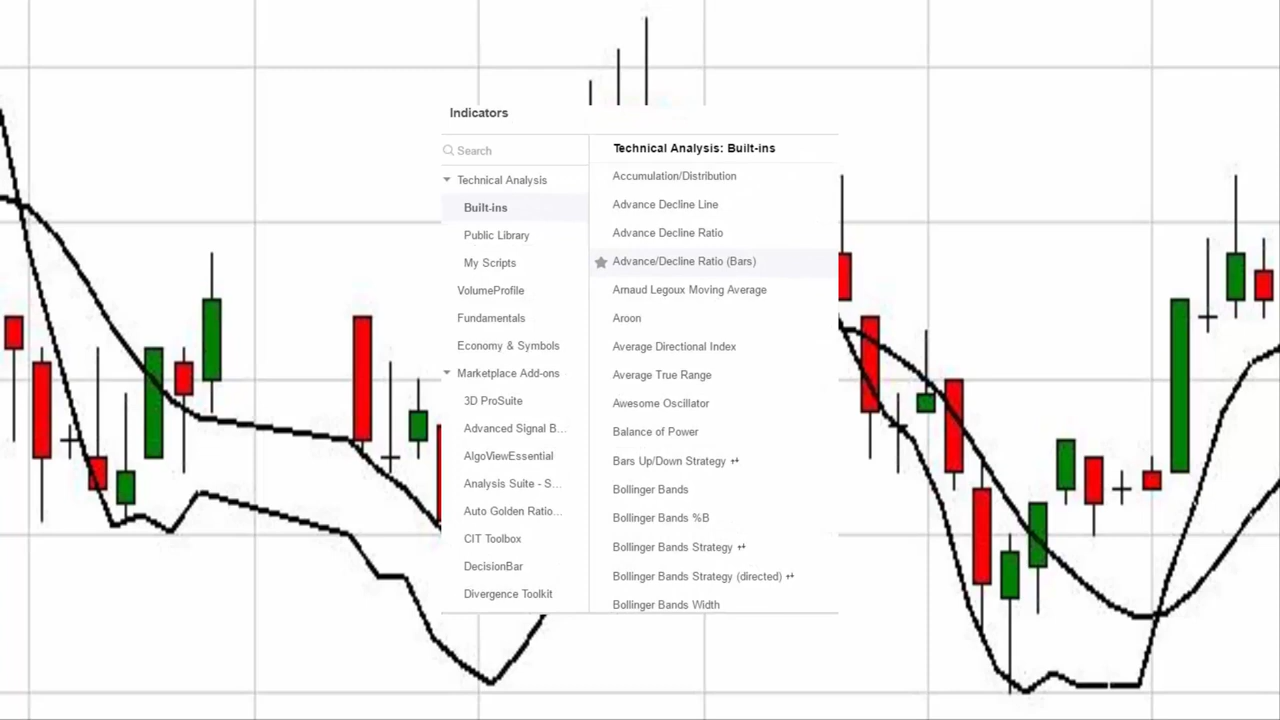 Indicators
Search
Technical Analysis
Built-ins
Public Library
My Scripts
VolumeProfile
Fundamentals
Economy & Symbols
Marketplace Add-ons
3D ProSuite
Advanced Signal B...
AlgoViewEssential
Analysis Suite - S...
Auto Golden Ratio...
CIT Toolbox
DecisionBar
Divergence Toolkit
Technical Analysis: Built-ins
Accumulation/Distribution
Advance Decline Line
Advance Decline Ratio
Advance/Decline Ratio (Bars)
Arnaud Legoux Moving Average
Aroon
Average Directional Index
Average True Range
Awesome Oscillator
Balance of Power
Bars Up/Down Strategy
Bollinger Bands
Bollinger Bands %B
Bollinger Bands Strategy
Bollinger Bands Strategy (directed)
Bollinger Bands Width